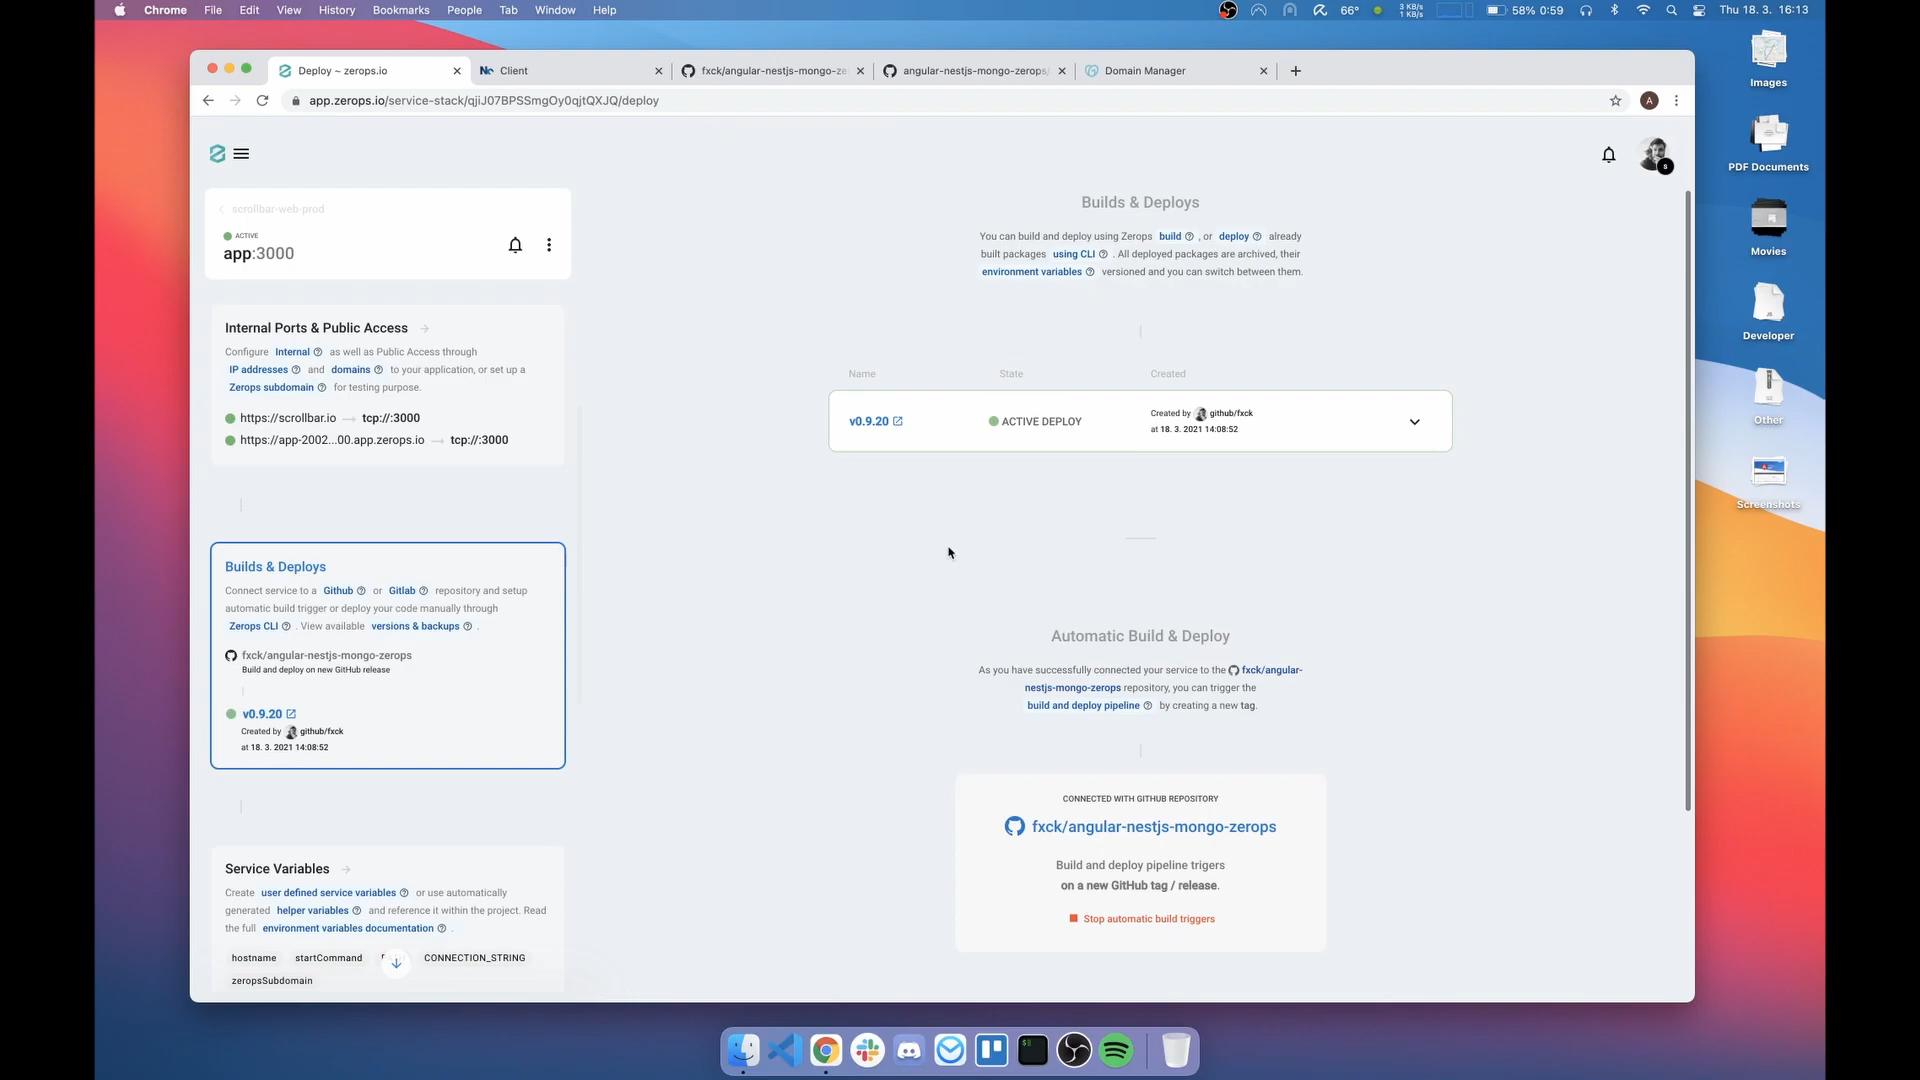 Chrome File Edit View History Bookmarks People Tab Window Help
66° 3 KB/s 1 KB/s 58% 0:59 Thu 18. 3. 16:13
Deploy ~ zerops.io
Client
fxck/angular-nestjs-mongo-ze
angular-nestjs-mongo-zerops/
Domain Manager
app.zerops.io/service-stack/qjiJ07BPSSmgOy0qjtQXJQ/deploy
A
scrollbar-web-prod
ACTIVE
app:3000
Internal Ports & Public Access
Configure Internal as well as Public Access through
IP addresses and domains to your application, or set up a
Zerops subdomain for testing purpose.
https://scrollbar.io → tcp://:3000
https://app-2002...00.app.zerops.io → tcp://:3000
Builds & Deploys
Connect service to a Github or Gitlab repository and setup
automatic build trigger or deploy your code manually through
Zerops CLI . View available versions & backups .
fxck/angular-nestjs-mongo-zerops
Build and deploy on new GitHub release
v0.9.20
Created by github/fxck
at 18. 3. 2021 14:08:52
Service Variables
Create user defined service variables or use automatically
generated helper variables and reference it within the project. Read
the full environment variables documentation .
hostname startCommand CONNECTION_STRING
zeropsSubdomain
Builds & Deploys
You can build and deploy using Zerops build , or deploy already
built packages using CLI . All deployed packages are archived, their
environment variables versioned and you can switch between them.
Name State Created
v0.9.20 ACTIVE DEPLOY Created by github/fxck
at 18. 3. 2021 14:08:52
Automatic Build & Deploy
As you have successfully connected your service to the fxck/angular-
nestjs-mongo-zerops repository, you can trigger the
build and deploy pipeline by creating a new tag.
CONNECTED WITH GITHUB REPOSITORY
fxck/angular-nestjs-mongo-zerops
Build and deploy pipeline trigers
on a new GitHub tag / release.
Stop automatic build triggers
Images
PDF Documents
Movies
Developer
Other
Screenshots